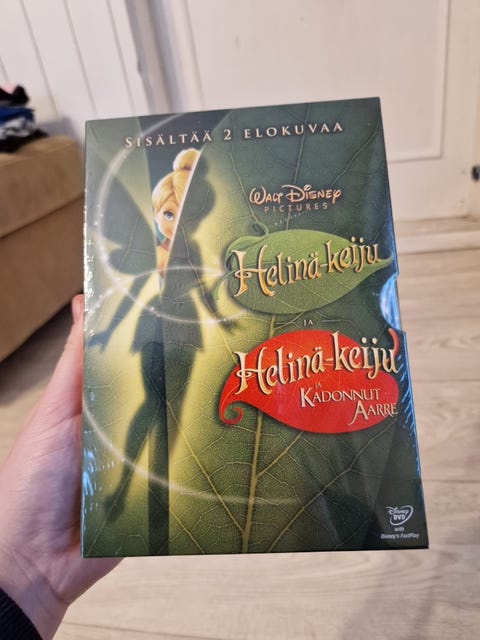 SISÄLTÄÄ 2 ELOKUVAA
WALT DISNEY
PICTURES
Helinä-keiju
JA
Helinä-keiju
JA
KADONNUT
AARRE
Disney
DVD
with
Disney's FastPlay